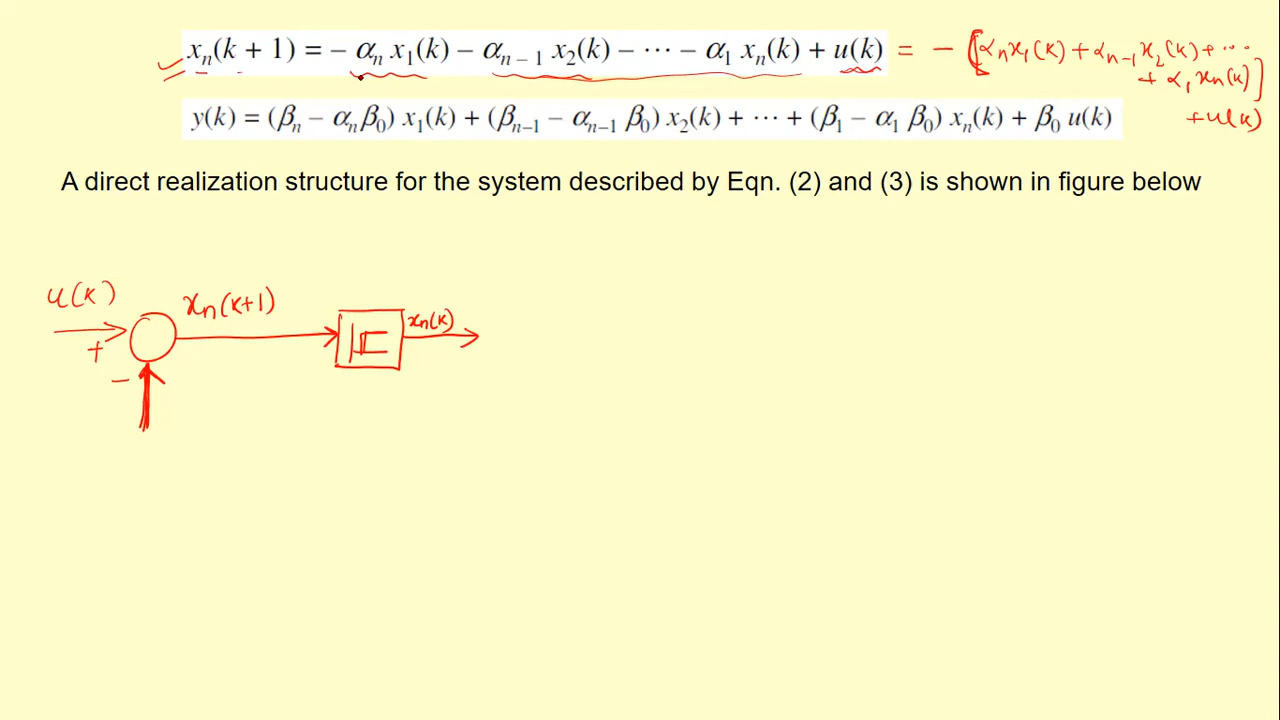 xₙ(k + 1) = – αₙ x₁(k) – αₙ₋₁ x₂(k) – ⋯ – α₁ xₙ(k) + u(k) = – [αₙx₁(k) + αₙ₋₁x₂(k) + ⋯
+ α₁xₙ(k)]
+u(k)
y(k) = (βₙ – αₙβ₀) x₁(k) + (βₙ₋₁ – αₙ₋₁ β₀) x₂(k) + ⋯ + (β₁ – α₁ β₀) xₙ(k) + β₀ u(k)
A direct realization structure for the system described by Eqn. (2) and (3) is shown in figure below
u(k) xₙ(k+1) xₙ(k)
+
–